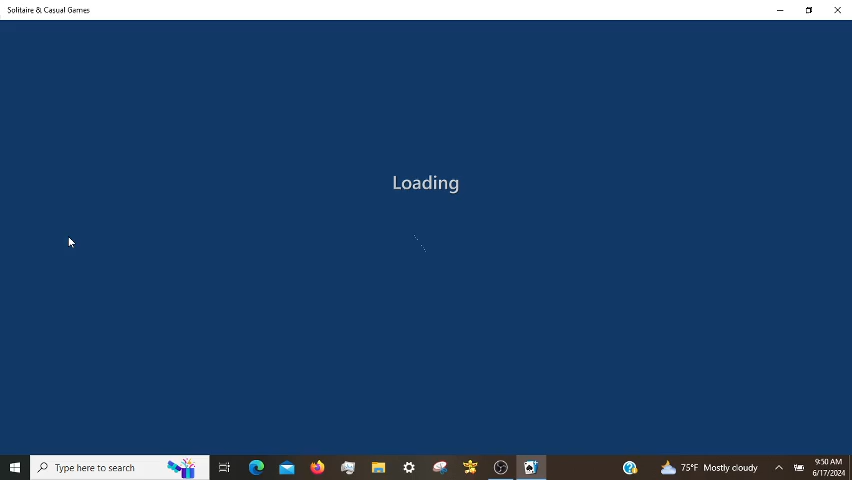 Solitaire & Casual Games
Loading
Type here to search
75°F Mostly cloudy
9:50 AM
6/17/2024